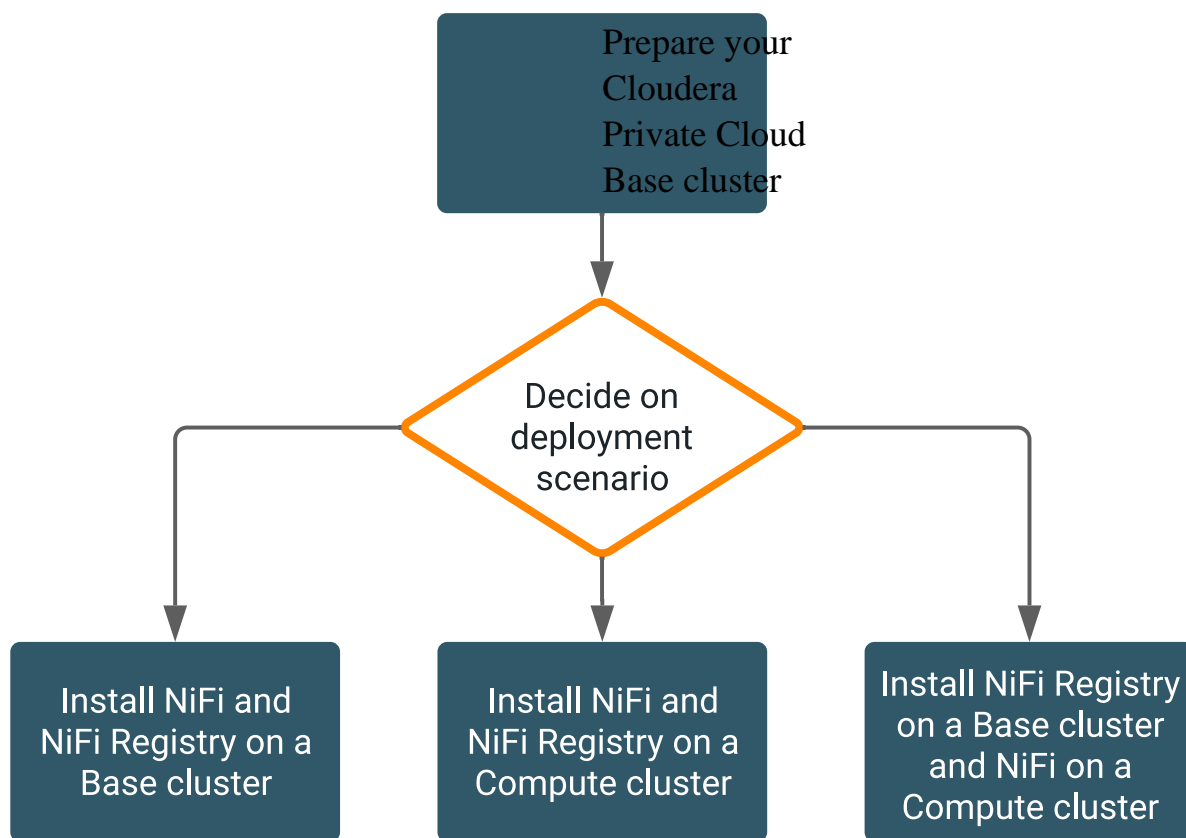 Prepare your
Cloudera
Private Cloud
Base cluster
Decide on
deployment
scenario
Install NiFi and
NiFi Registry on a
Base cluster
Install NiFi and
NiFi Registry on a
Compute cluster
Install NiFi Registry
on a Base cluster
and NiFi on a
Compute cluster